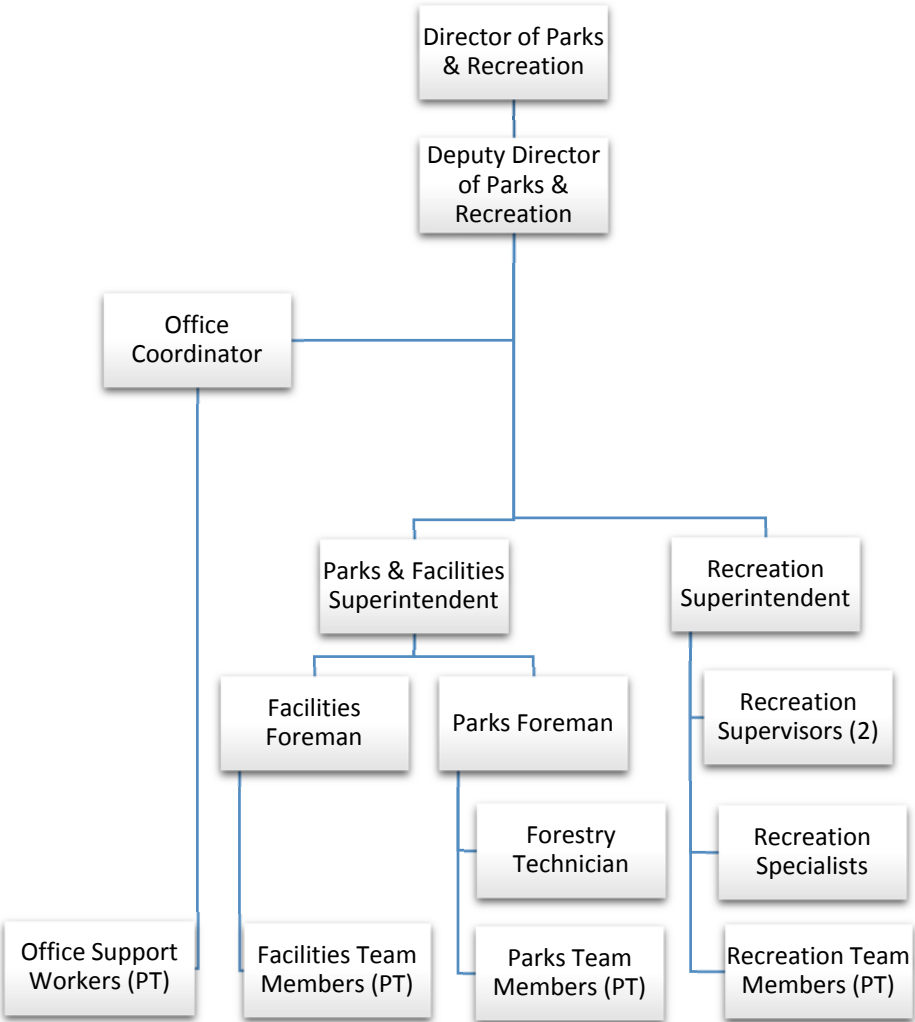 Director of Parks
& Recreation
Deputy Director
of Parks &
Recreation
Office
Coordinator
Parks & Facilities
Superintendent
Recreation
Superintendent
Facilities
Foreman
Parks Foreman
Recreation
Supervisors (2)
Forestry
Technician
Recreation
Specialists
Office Support
Workers (PT)
Facilities Team
Members (PT)
Parks Team
Members (PT)
Recreation Team
Members (PT)